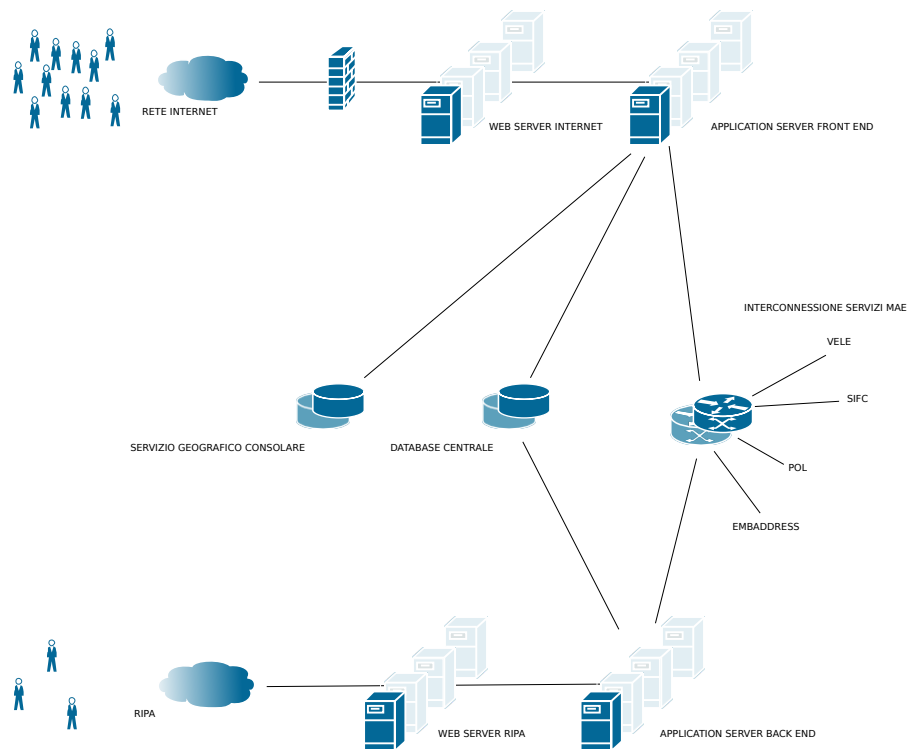 RETE INTERNET
WEB SERVER INTERNET
APPLICATION SERVER FRONT END
INTERCONNESSIONE SERVIZI MAE
VELE
SIFC
SERVIZIO GEOGRAFICO CONSOLARE
DATABASE CENTRALE
POL
EMBADDRESS
RIPA
WEB SERVER RIPA
APPLICATION SERVER BACK END